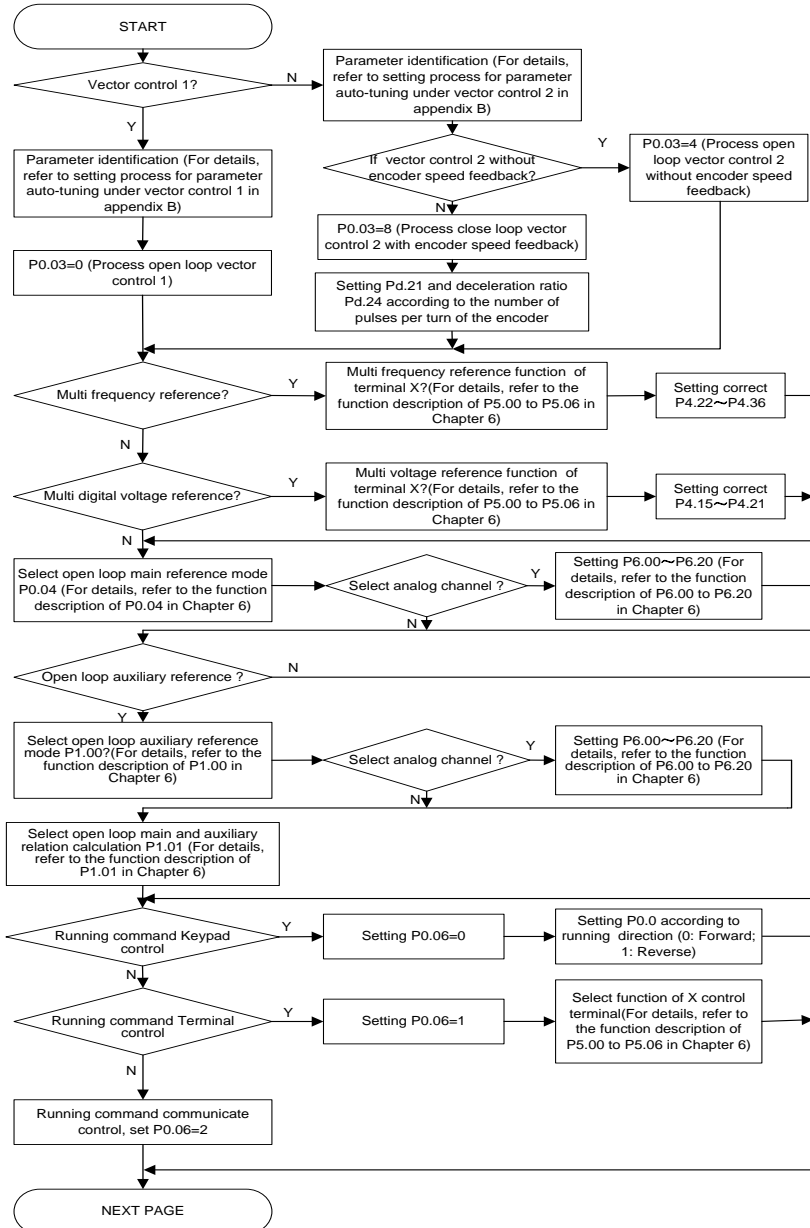 START
Vector control 1?
N
Parameter identification (For details,
refer to setting process for parameter
auto-tuning under vector control 2 in
appendix B)
Y
Parameter identification (For details,
refer to setting process for parameter
auto-tuning under vector control 1 in
appendix B)
If vector control 2 without
encoder speed feedback?
Y
P0.03=4 (Process open
loop vector control 2
without encoder speed
feedback)
N
P0.03=8 (Process close loop vector
control 2 with encoder speed feedback)
P0.03=0 (Process open loop vector
control 1)
Setting Pd.21 and deceleration ratio
Pd.24 according to the number of
pulses per turn of the encoder
Multi frequency reference?
Y
Multi frequency reference function of
terminal X?(For details, refer to the
function description of P5.00 to P5.06 in
Chapter 6)
Setting correct
P4.22～P4.36
N
Multi digital voltage reference?
Y
Multi voltage reference function of
terminal X?(For details, refer to the
function description of P5.00 to P5.06 in
Chapter 6)
Setting correct
P4.15～P4.21
N
Select open loop main reference mode
P0.04 (For details, refer to the function
description of P0.04 in Chapter 6)
Select analog channel ?
Y
Setting P6.00～P6.20 (For
details, refer to the function
description of P6.00 to P6.20
in Chapter 6)
N
Open loop auxiliary reference ?
N
Y
Select open loop auxiliary reference
mode P1.00?(For details, refer to the
function description of P1.00 in
Chapter 6)
Select analog channel ?
Y
Setting P6.00～P6.20 (For
details, refer to the function
description of P6.00 to P6.20
in Chapter 6)
N
Select open loop main and auxiliary
relation calculation P1.01 (For details,
refer to the function description of
P1.01 in Chapter 6)
Running command Keypad
control
Y
Setting P0.06=0
Setting P0.0 according to
running direction (0: Forward;
1: Reverse)
N
Running command Terminal
control
Y
Setting P0.06=1
Select function of X control
terminal(For details, refer to
the function description of
P5.00 to P5.06 in Chapter 6)
N
Running command communicate
control, set P0.06=2
NEXT PAGE